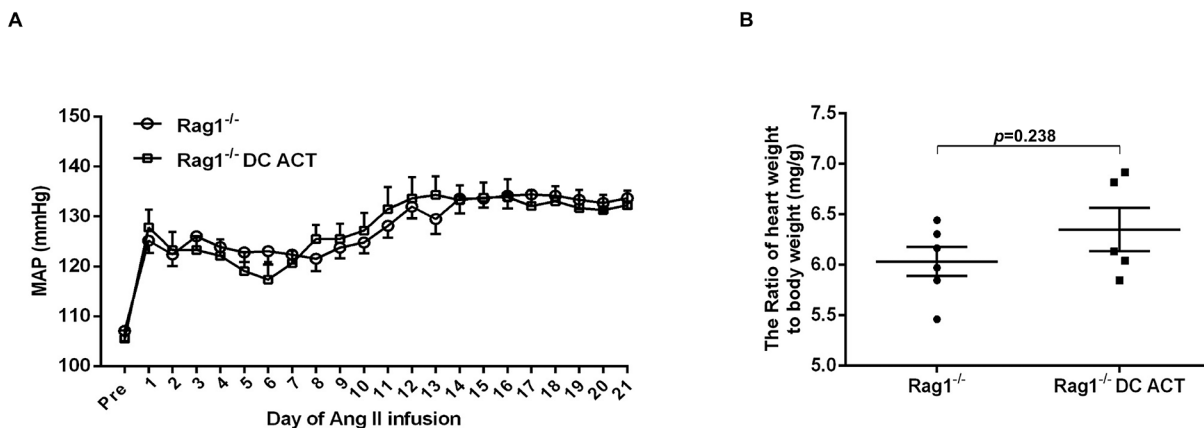 A
150
140
130
120
110
100
MAP (mmHg)
Rag1-/-
Rag1-/- DC ACT
Pre 1 2 3 4 5 6 7 8 9 10 11 12 13 14 15 16 17 18 19 20 21
Day of Ang II infusion
B
7.5
7.0
6.5
6.0
5.5
5.0
The Ratio of heart weight
to body weight (mg/g)
p=0.238
Rag1-/- Rag1-/- DC ACT